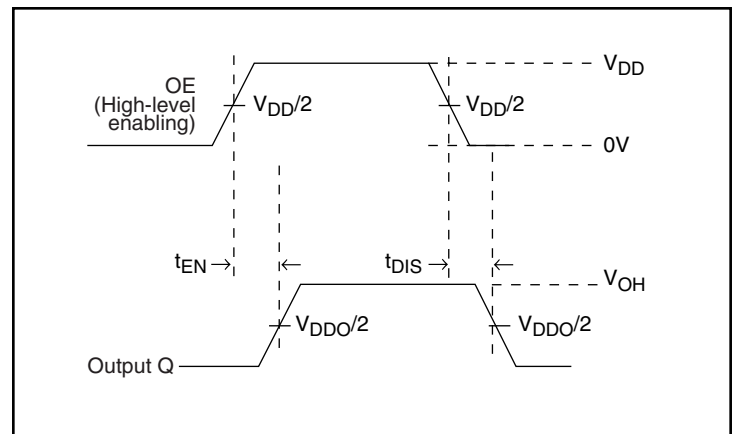 V_DD
OE
(High-level
enabling)
V_DD/2
V_DD/2
0V
t_EN
t_DIS
V_OH
V_DDO/2
V_DDO/2
Output Q